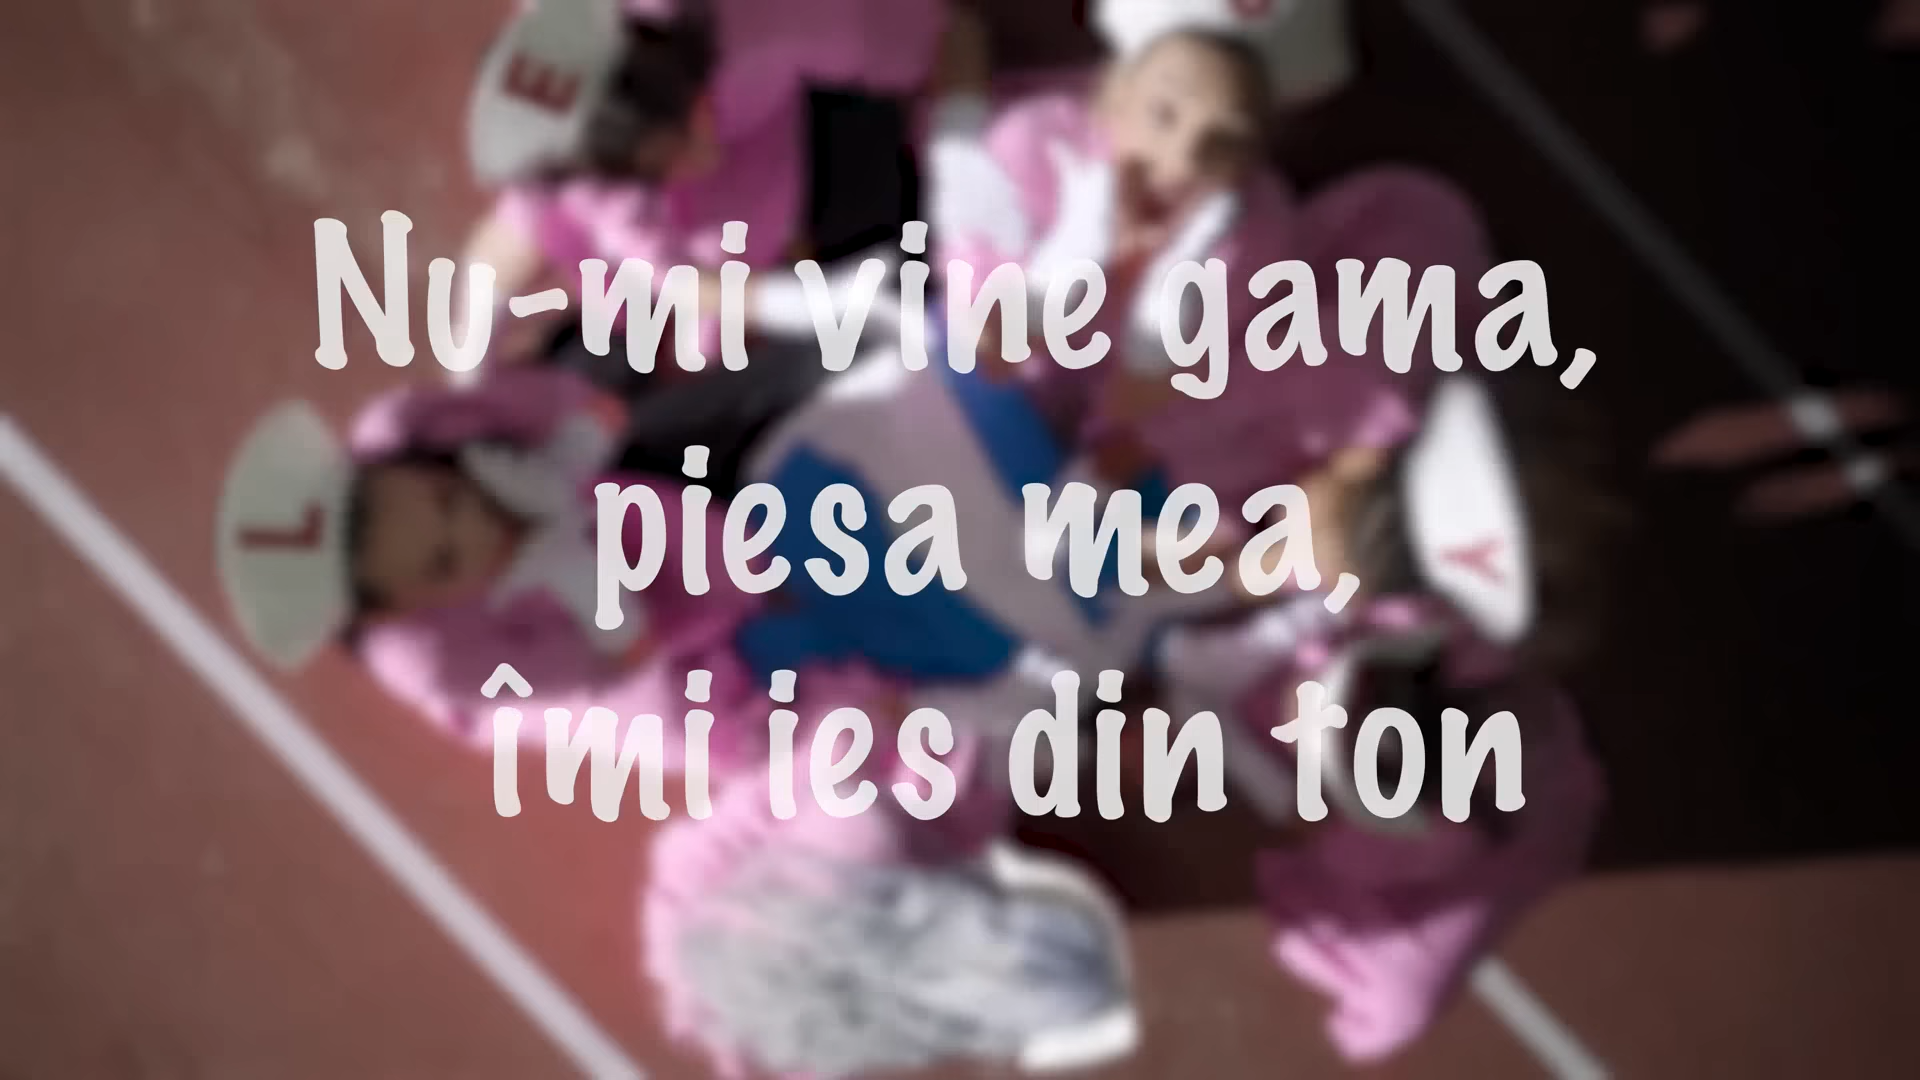 Nu-mi vine gama,
piesa mea,
îmi ies din ton
E
L
Y